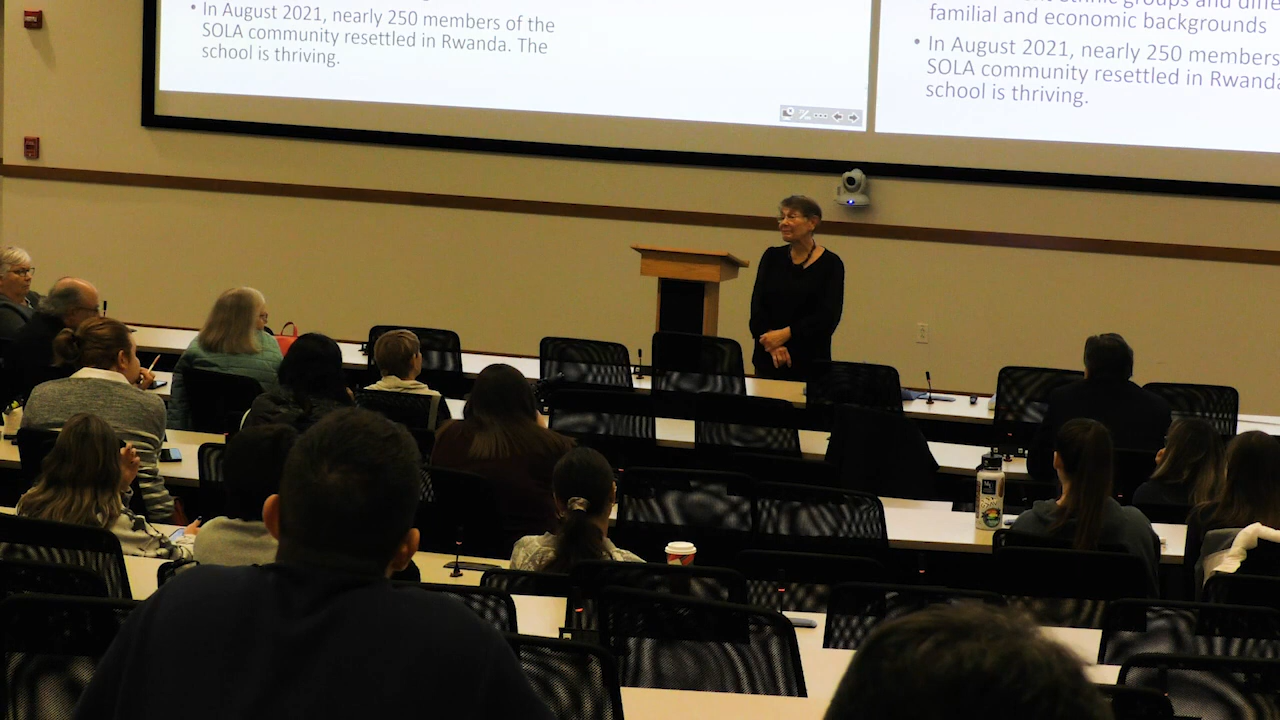 • In August 2021, nearly 250 members of the
SOLA community resettled in Rwanda. The
school is thriving.
familial and economic backgrounds
• In August 2021, nearly 250 members
SOLA community resettled in Rwanda
school is thriving.